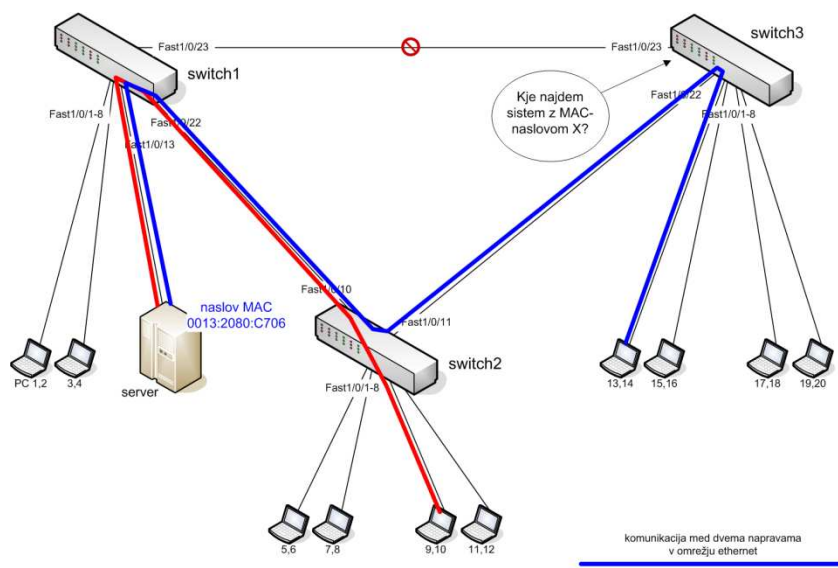 Fast1/0/23
Fast1/0/23
switch3
switch1
Kje najdem
sistem z MAC-
naslovom X?
Fast1/0/22
Fast1/0/22
Fast1/0/1-8
Fast1/0/1-8
Fast1/0/13
Fast1/0/10
naslov MAC
0013:2080:C706
Fast1/0/11
switch2
PC 1,2
3,4
server
Fast1/0/1-8
13,14
15,16
17,18
19,20
5,6
7,8
9,10
11,12
komunikacija med dvema napravama
v omrežju ethernet